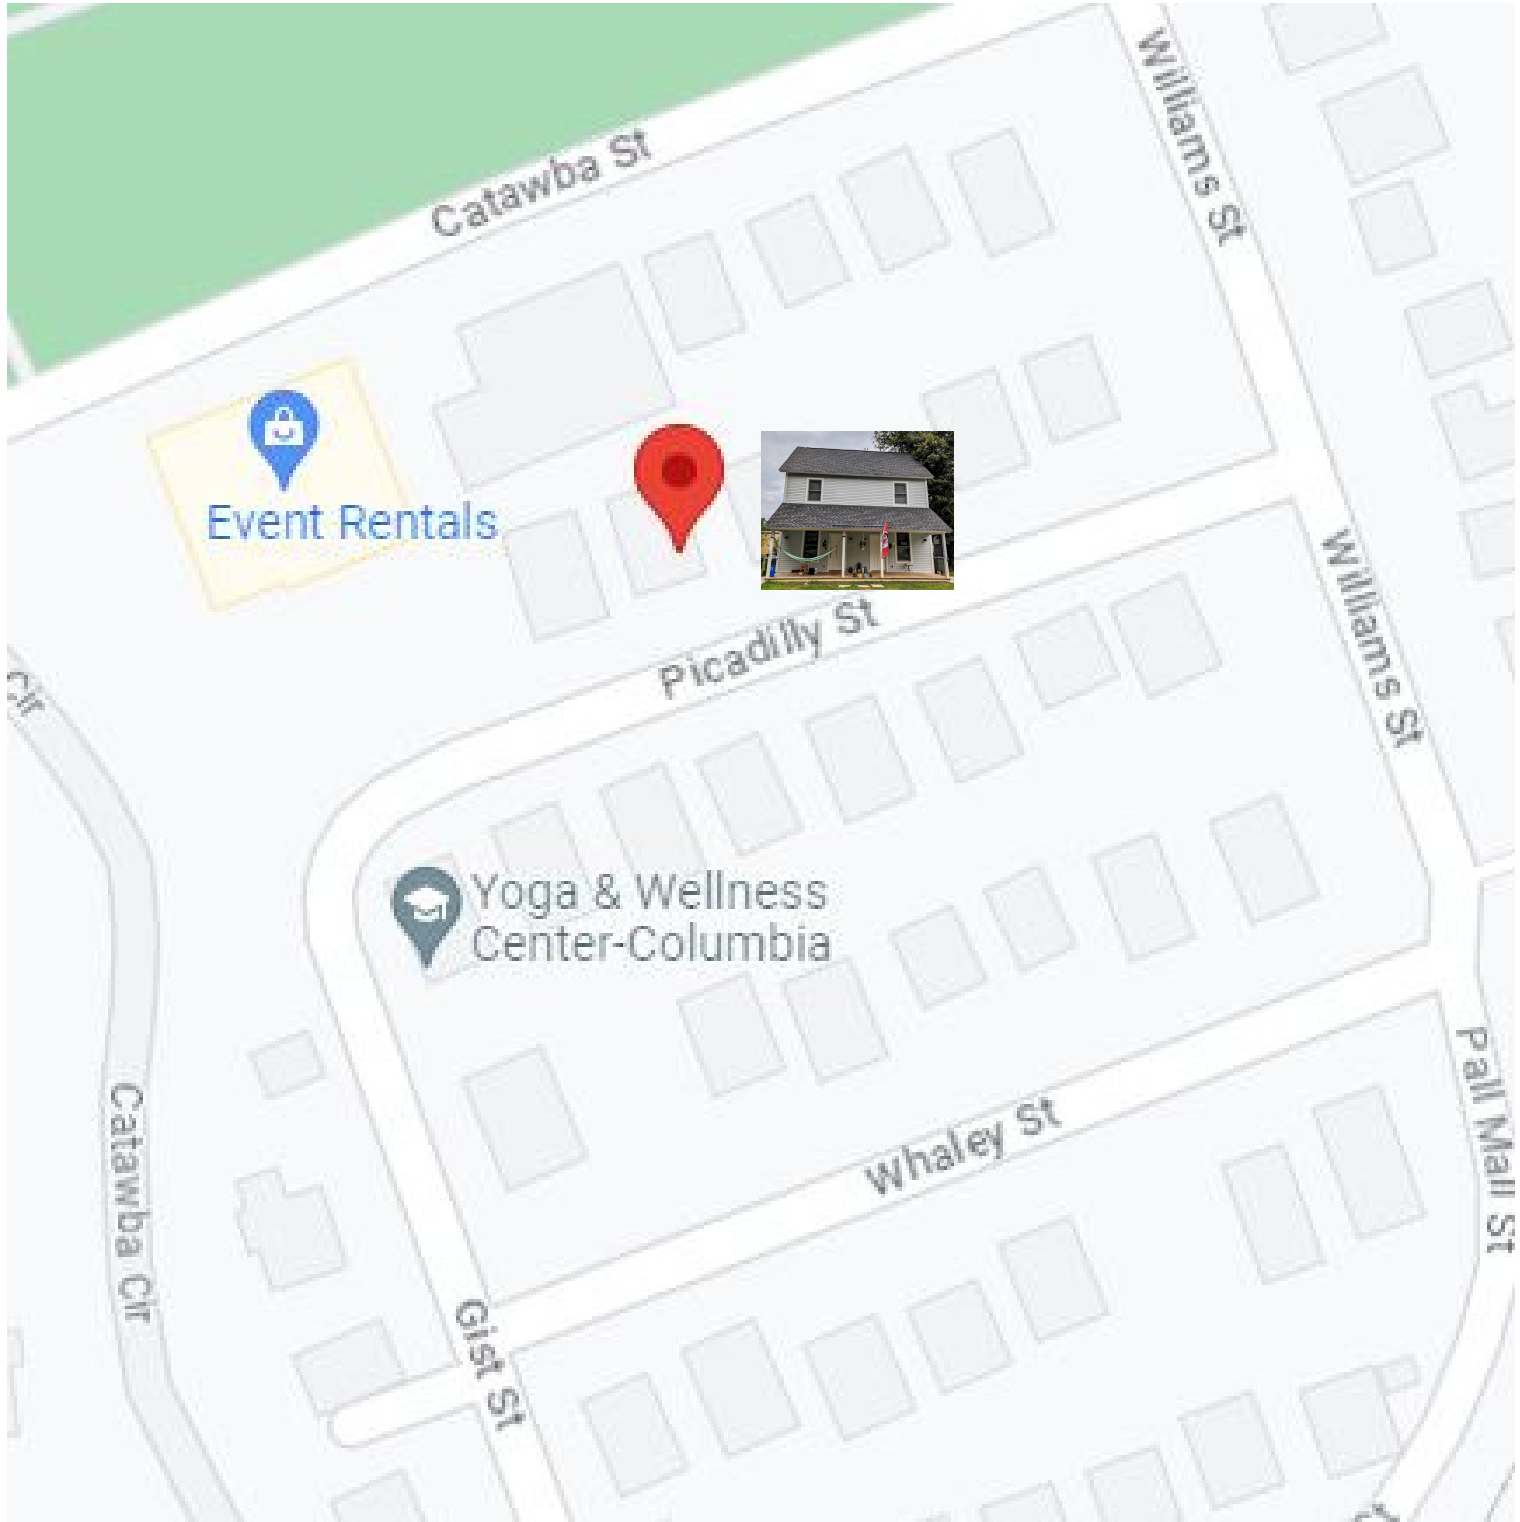 Catawba St
Williams St
Event Rentals
Williams St
Picadilly St
Cir
Yoga & Wellness
Center-Columbia
Whaley St
Pall Mall St
Catawba Cir
Gist St